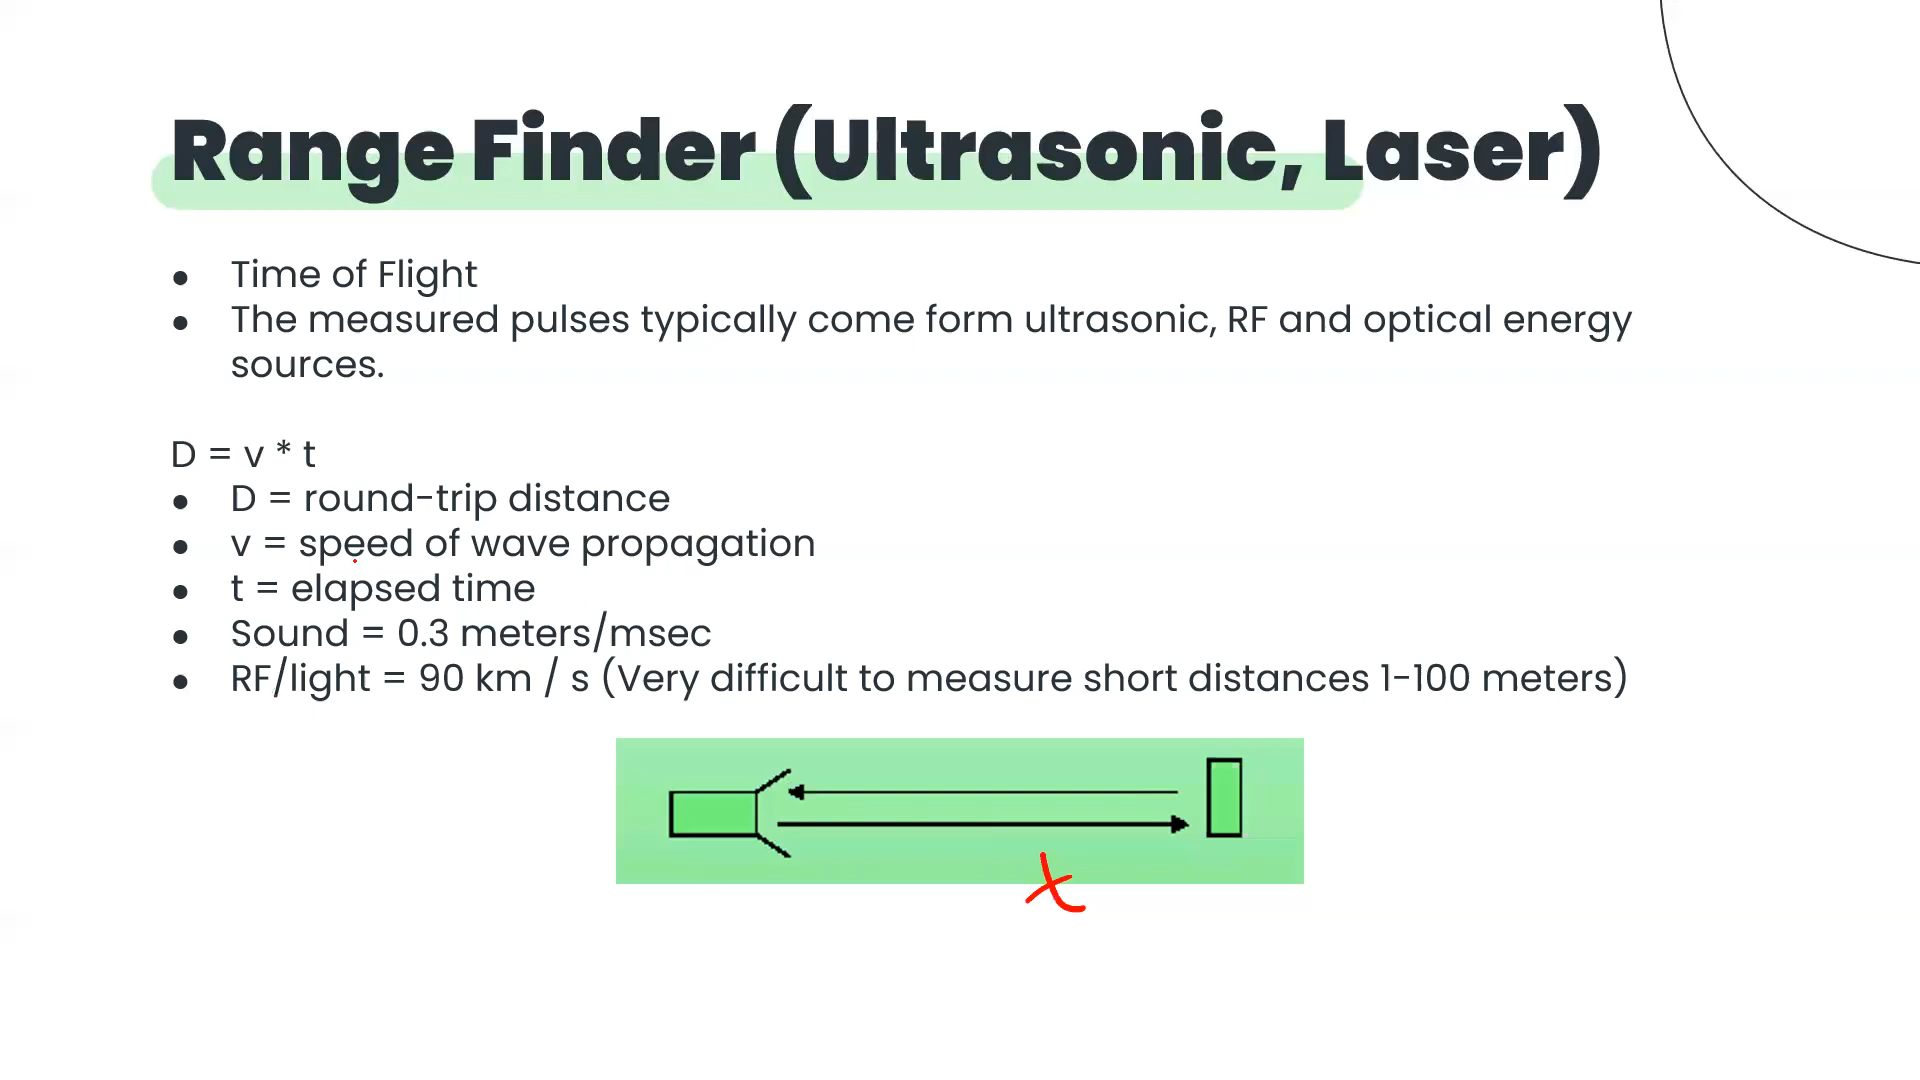 Range Finder (Ultrasonic, Laser)
● Time of Flight
● The measured pulses typically come form ultrasonic, RF and optical energy
sources.
D = v * t
● D = round-trip distance
● v = speed of wave propagation
● t = elapsed time
● Sound = 0.3 meters/msec
● RF/light = 90 km / s (Very difficult to measure short distances 1-100 meters)
t